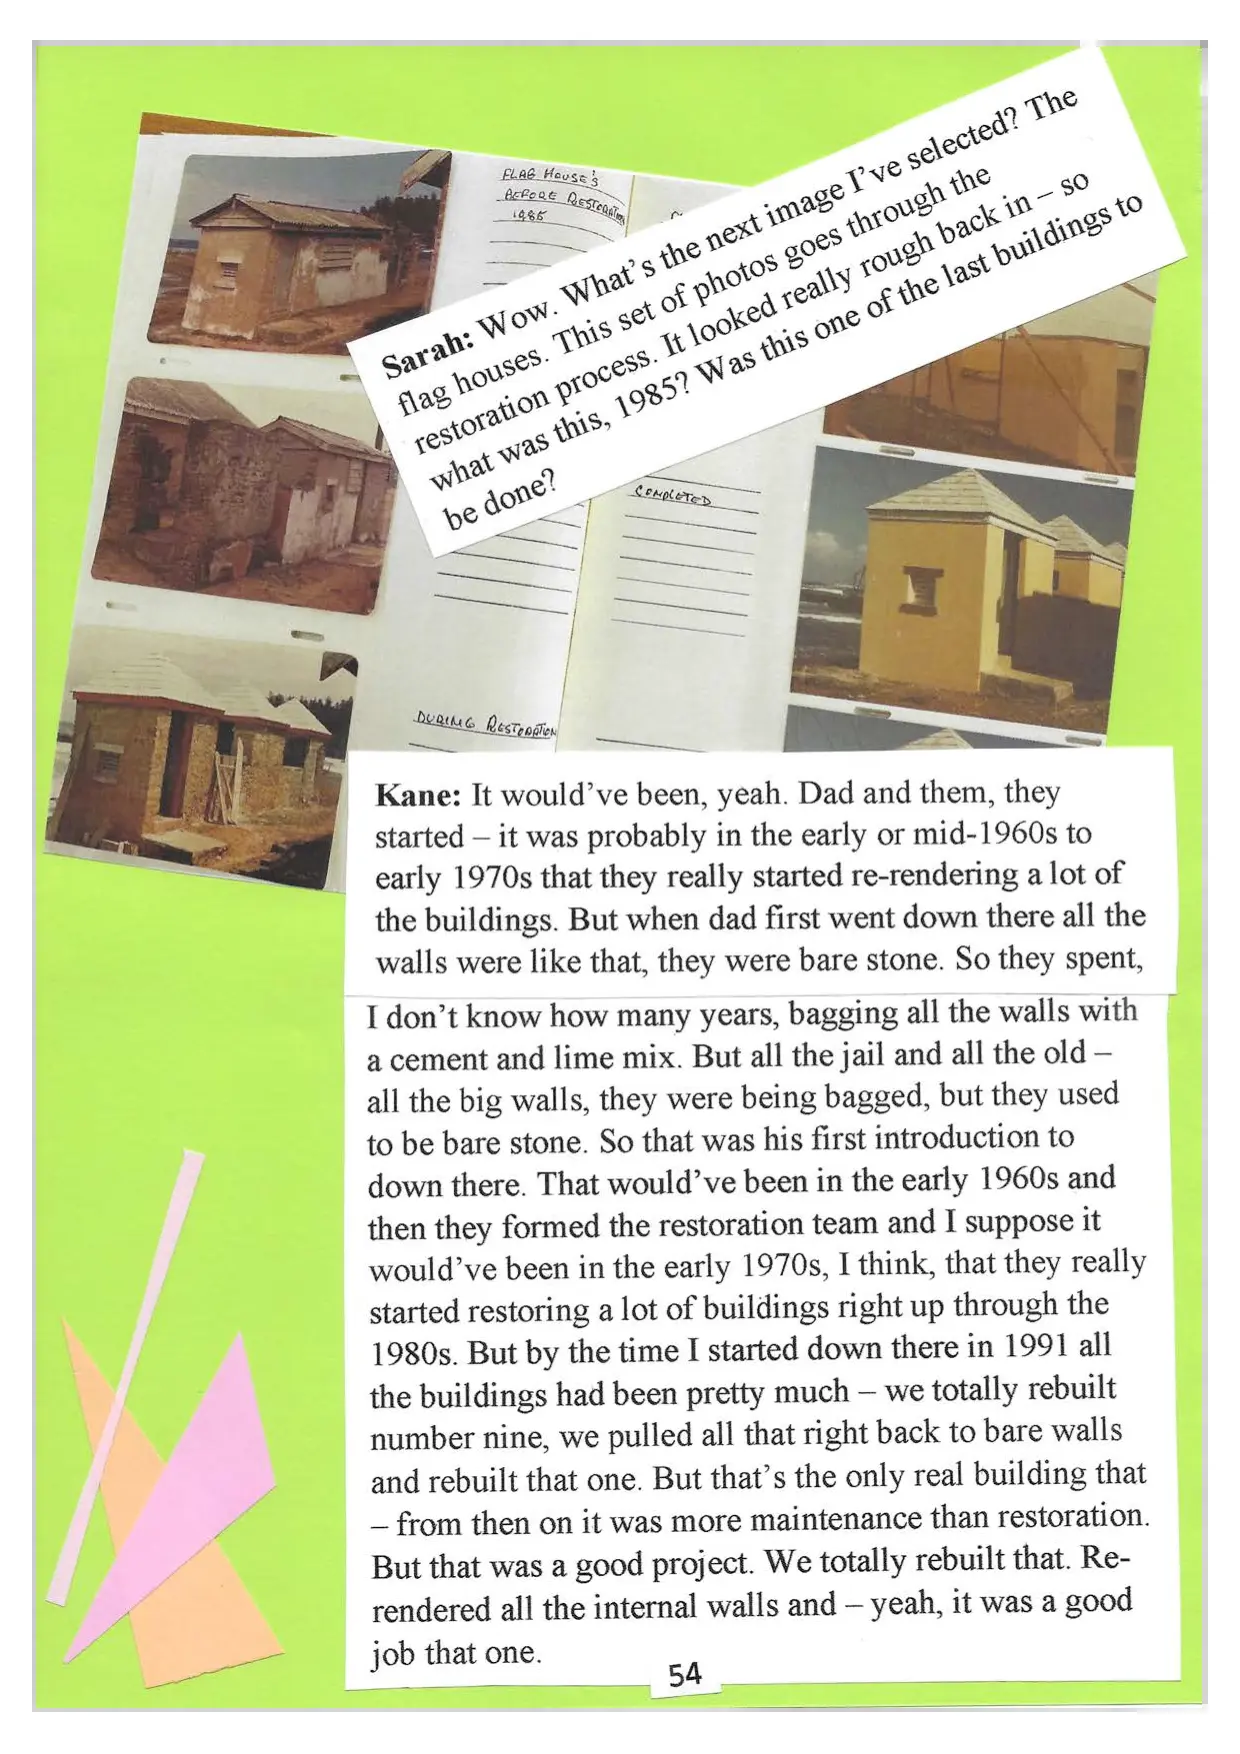 FLAG HOUSE'S
BEFORE RESTORATION
1985
Sarah: Wow. What's the next image I've selected? The
flag houses. This set of photos goes through the
restoration process. It looked really rough back in – so
what was this, 1985? Was this one of the last buildings to
be done?
COMPLETED
DURING RESTORATION
Kane: It would've been, yeah. Dad and them, they
started – it was probably in the early or mid-1960s to
early 1970s that they really started re-rendering a lot of
the buildings. But when dad first went down there all the
walls were like that, they were bare stone. So they spent,
I don't know how many years, bagging all the walls with
a cement and lime mix. But all the jail and all the old –
all the big walls, they were being bagged, but they used
to be bare stone. So that was his first introduction to
down there. That would've been in the early 1960s and
then they formed the restoration team and I suppose it
would've been in the early 1970s, I think, that they really
started restoring a lot of buildings right up through the
1980s. But by the time I started down there in 1991 all
the buildings had been pretty much – we totally rebuilt
number nine, we pulled all that right back to bare walls
and rebuilt that one. But that's the only real building that
– from then on it was more maintenance than restoration.
But that was a good project. We totally rebuilt that. Re-
rendered all the internal walls and – yeah, it was a good
job that one.
54